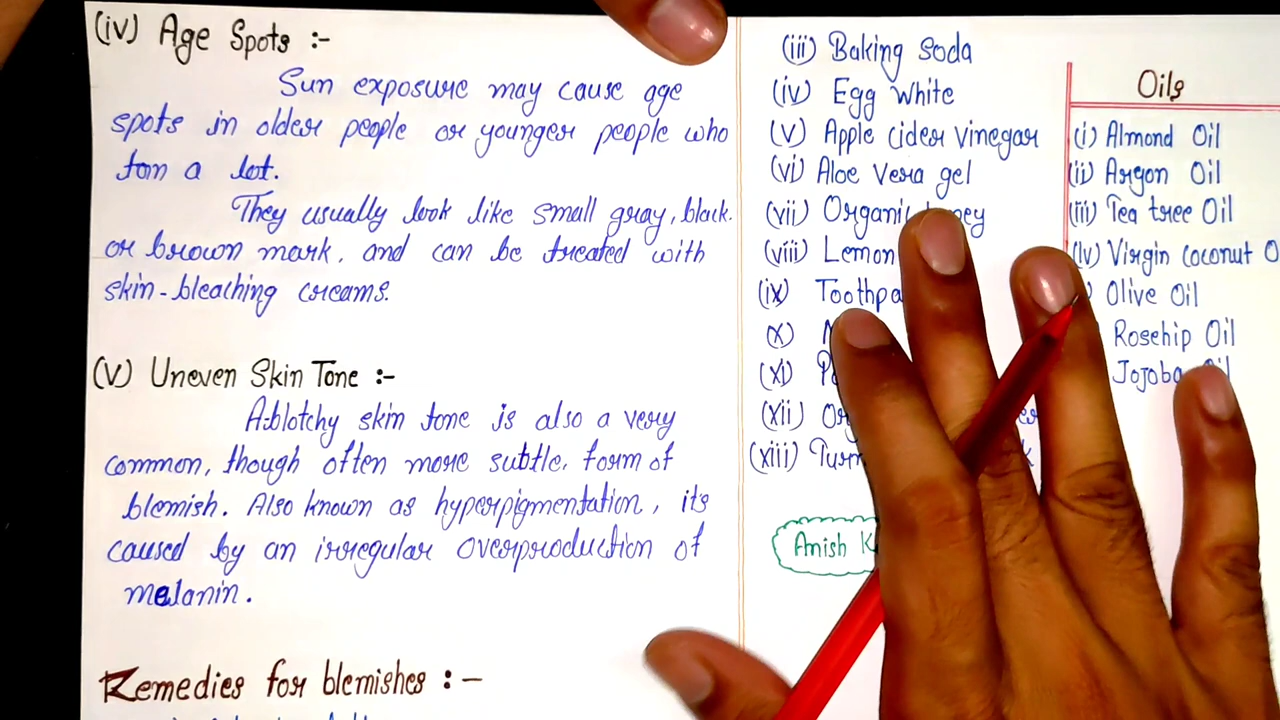 (iv) Age Spots :-
Sun exposure may cause age
spots in older people or younger people who
tan a lot.
They usually look like small gray, black.
or brown mark, and can be treated with
skin-bleaching creams.
(V) Uneven Skin Tone :-
A blotchy skin tone is also a very
common, though often more subtle, form of
blemish. Also known as hyperpigmentation, its
caused by an irregular overproduction of
melanin.
Remedies for blemishes :-
(iii) Baking Soda
(iv) Egg White
(v) Apple cider vinegar
(vi) Aloe Vera gel
(vii)
(viii) Lemon
(ix)
(x)
(xi)
(xii)
(xiii)
Anish
Oils
(i) Almond Oil
(ii) Argon Oil
(iii) Tea tree Oil
(iv) Virgin Coconut
Olive Oil
Rosehip Oil
Jojoba